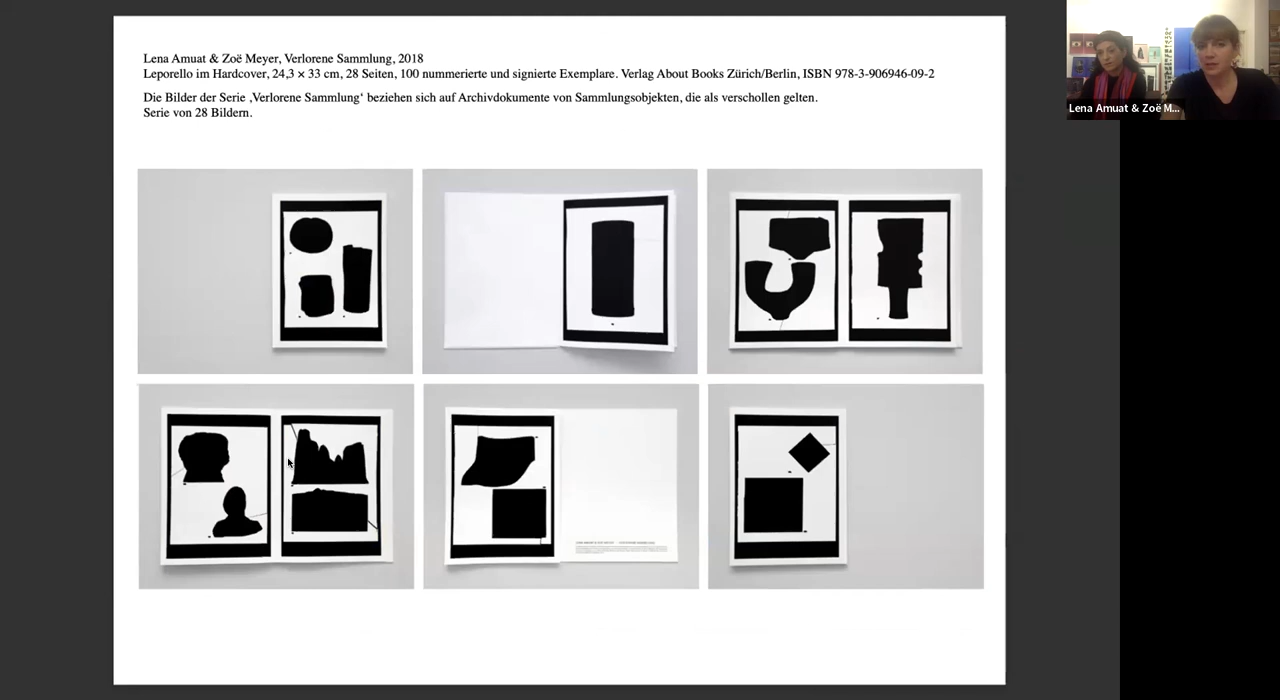 Lena Amuat & Zoë Meyer, Verlorene Sammlung, 2018
Leporello im Hardcover, 24,3 × 33 cm, 28 Seiten, 100 nummerierte und signierte Exemplare. Verlag About Books Zürich/Berlin, ISBN 978-3-906946-09-2
Die Bilder der Serie ‚Verlorene Sammlung‘ beziehen sich auf Archivdokumente von Sammlungsobjekten, die als verschollen gelten.
Serie von 28 Bildern.
Lena Amuat & Zoë M...